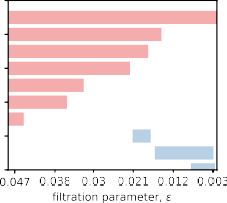 0.047 0.038 0.03 0.021 0.012 0.003
filtration parameter, ε